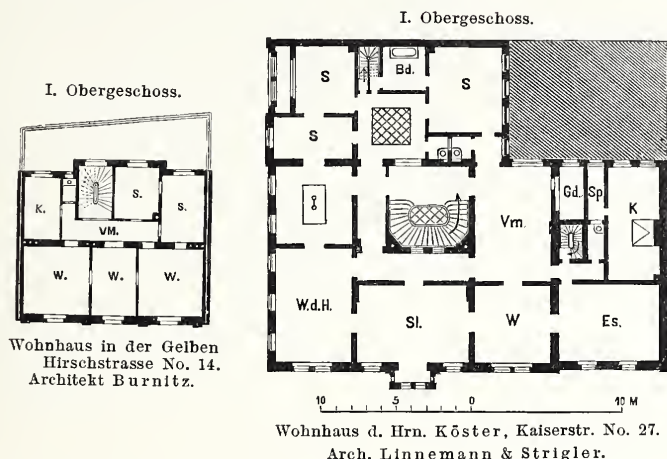 I. Obergeschoss.
K.
S.
S.
VM.
W.
W.
W.
Wohnhaus in der Gelben
Hirschstrasse No. 14.
Architekt Burnitz.
I. Obergeschoss.
S
Bd.
S
S
Vm.
Gd.
Sp
K
W.d.H.
Sl.
W
Es.
10 5 0 10 M
Wohnhaus d. Hrn. Köster, Kaiserstr. No. 27.
Arch. Linnemann & Strigler.